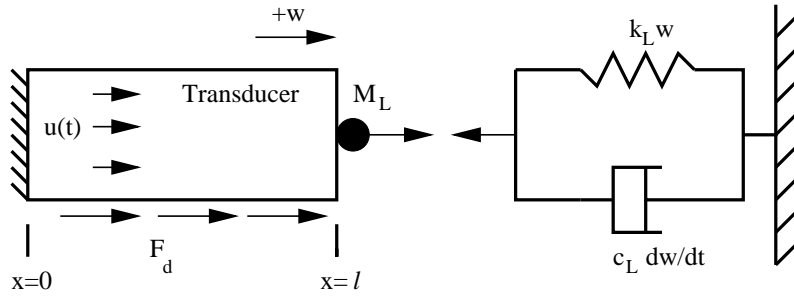 +w
k_L w
Transducer
M_L
u(t)
F_d
c_L dw/dt
x=0
x= l